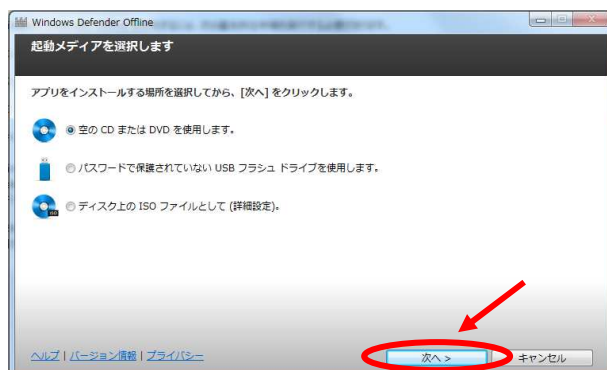 Windows Defender Offline
起動メディアを選択します
アプリをインストールする場所を選択してから、[次へ] をクリックします。
空の CD または DVD を使用します。
パスワードで保護されていない USB フラシュ ドライブを使用します。
ディスク上の ISO ファイルとして (詳細設定)。
ヘルプ | バージョン情報 | プライバシー
次へ > キャンセル